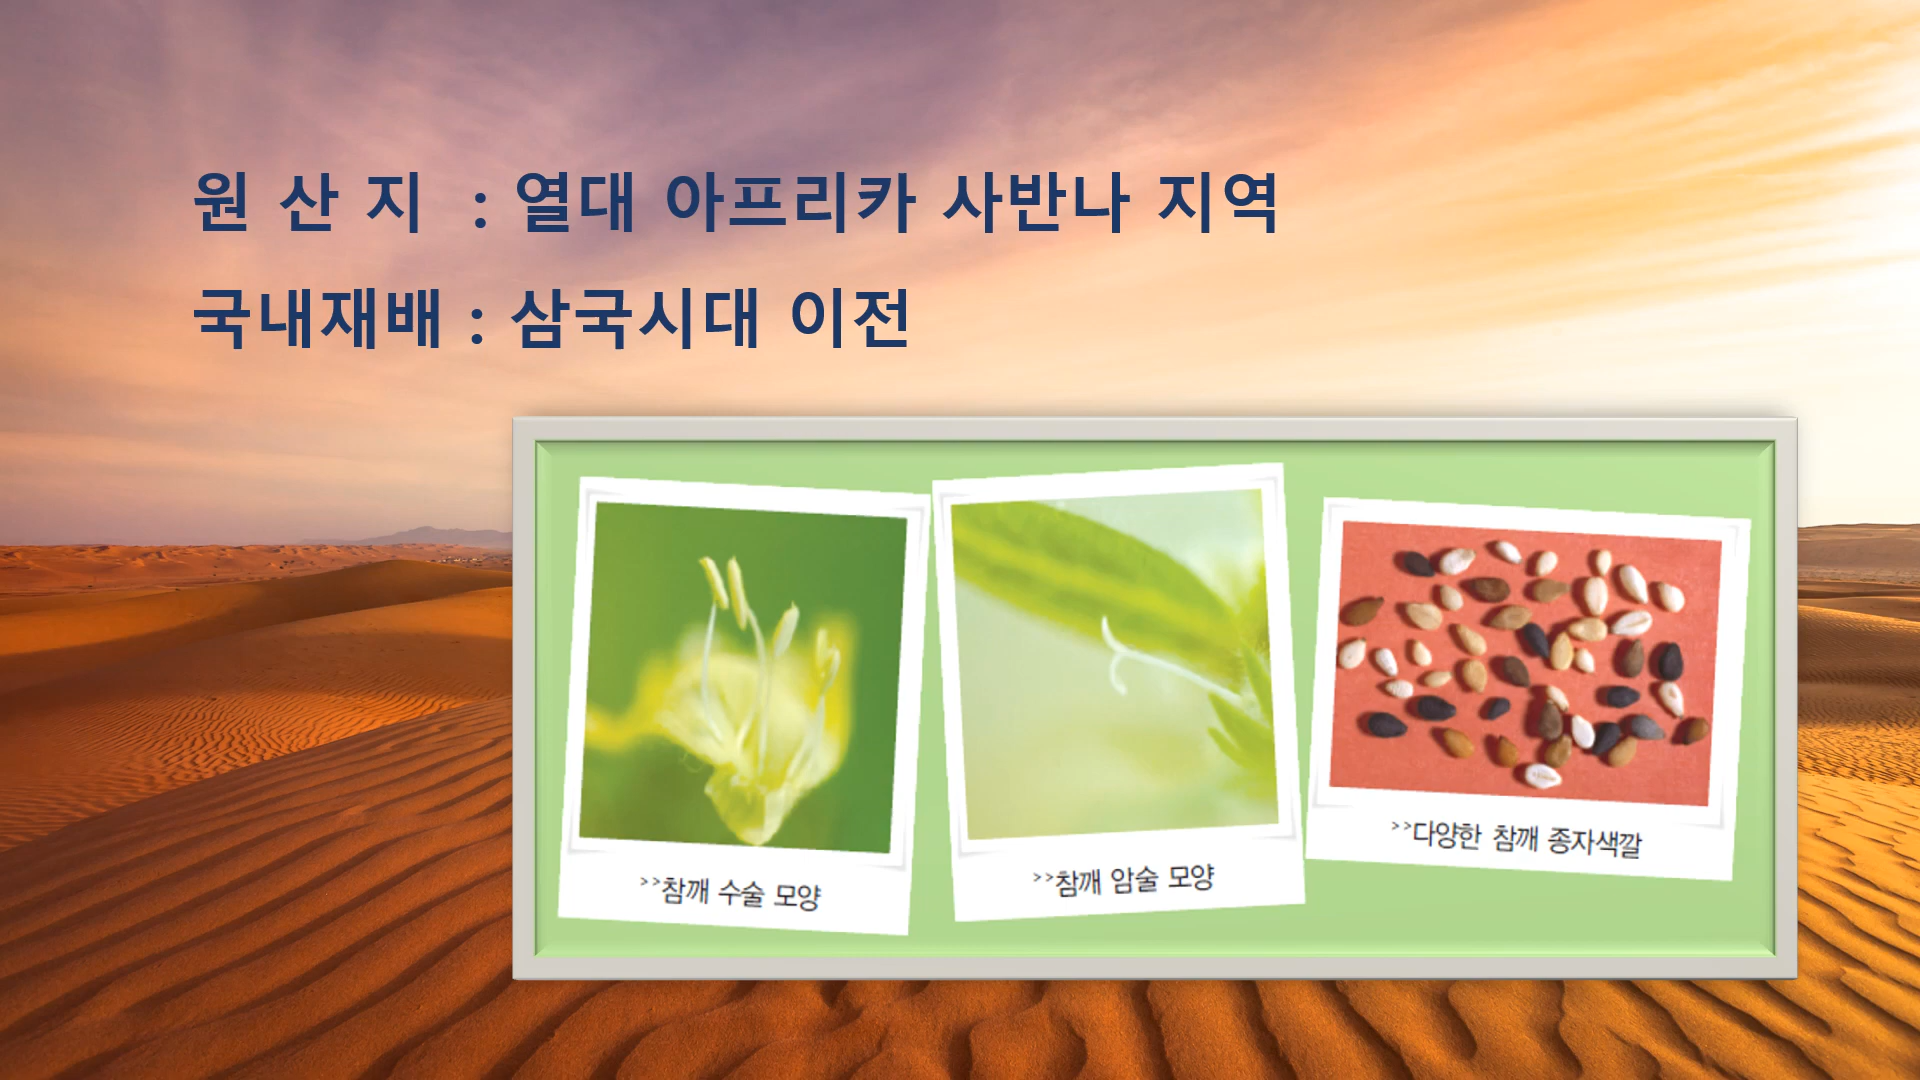 원 산 지 : 열대 아프리카 사반나 지역
국내재배 : 삼국시대 이전
>>참깨 수술 모양
>>참깨 암술 모양
>>다양한 참깨 종자색깔